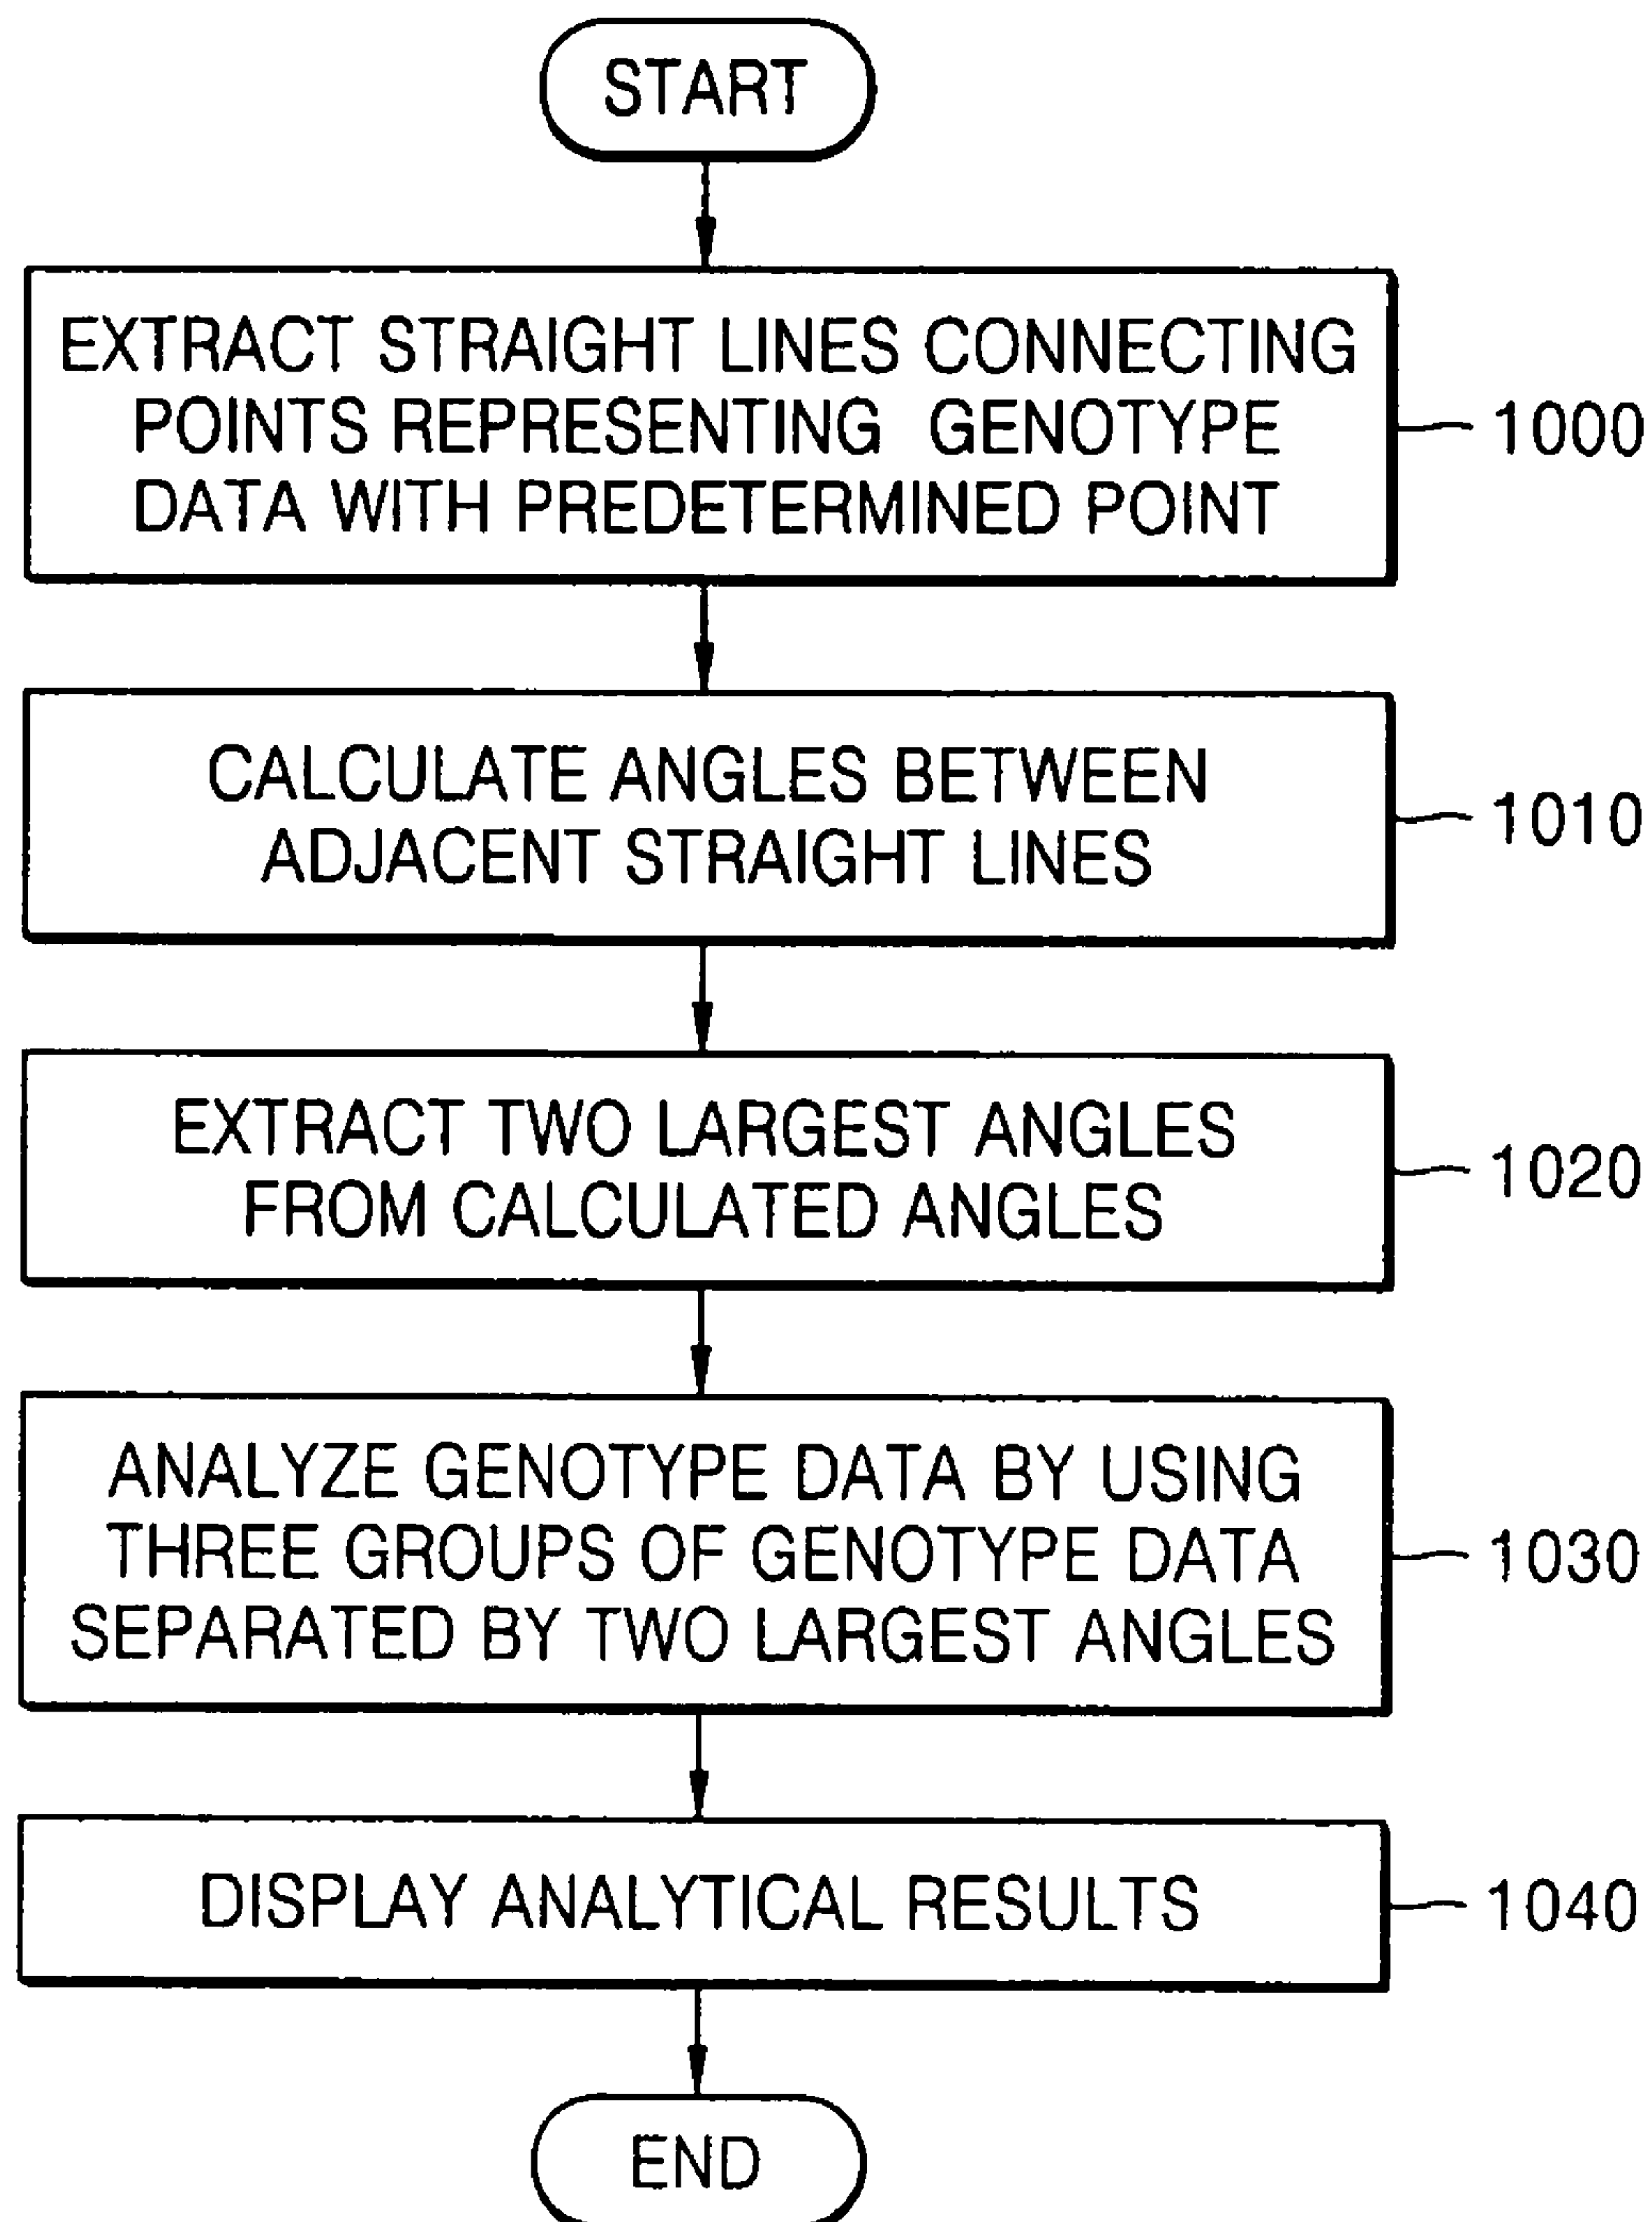 START
EXTRACT STRAIGHT LINES CONNECTING
POINTS REPRESENTING GENOTYPE
DATA WITH PREDETERMINED POINT
1000
CALCULATE ANGLES BETWEEN
ADJACENT STRAIGHT LINES
1010
EXTRACT TWO LARGEST ANGLES
FROM CALCULATED ANGLES
1020
ANALYZE GENOTYPE DATA BY USING
THREE GROUPS OF GENOTYPE DATA
SEPARATED BY TWO LARGEST ANGLES
1030
DISPLAY ANALYTICAL RESULTS
1040
END